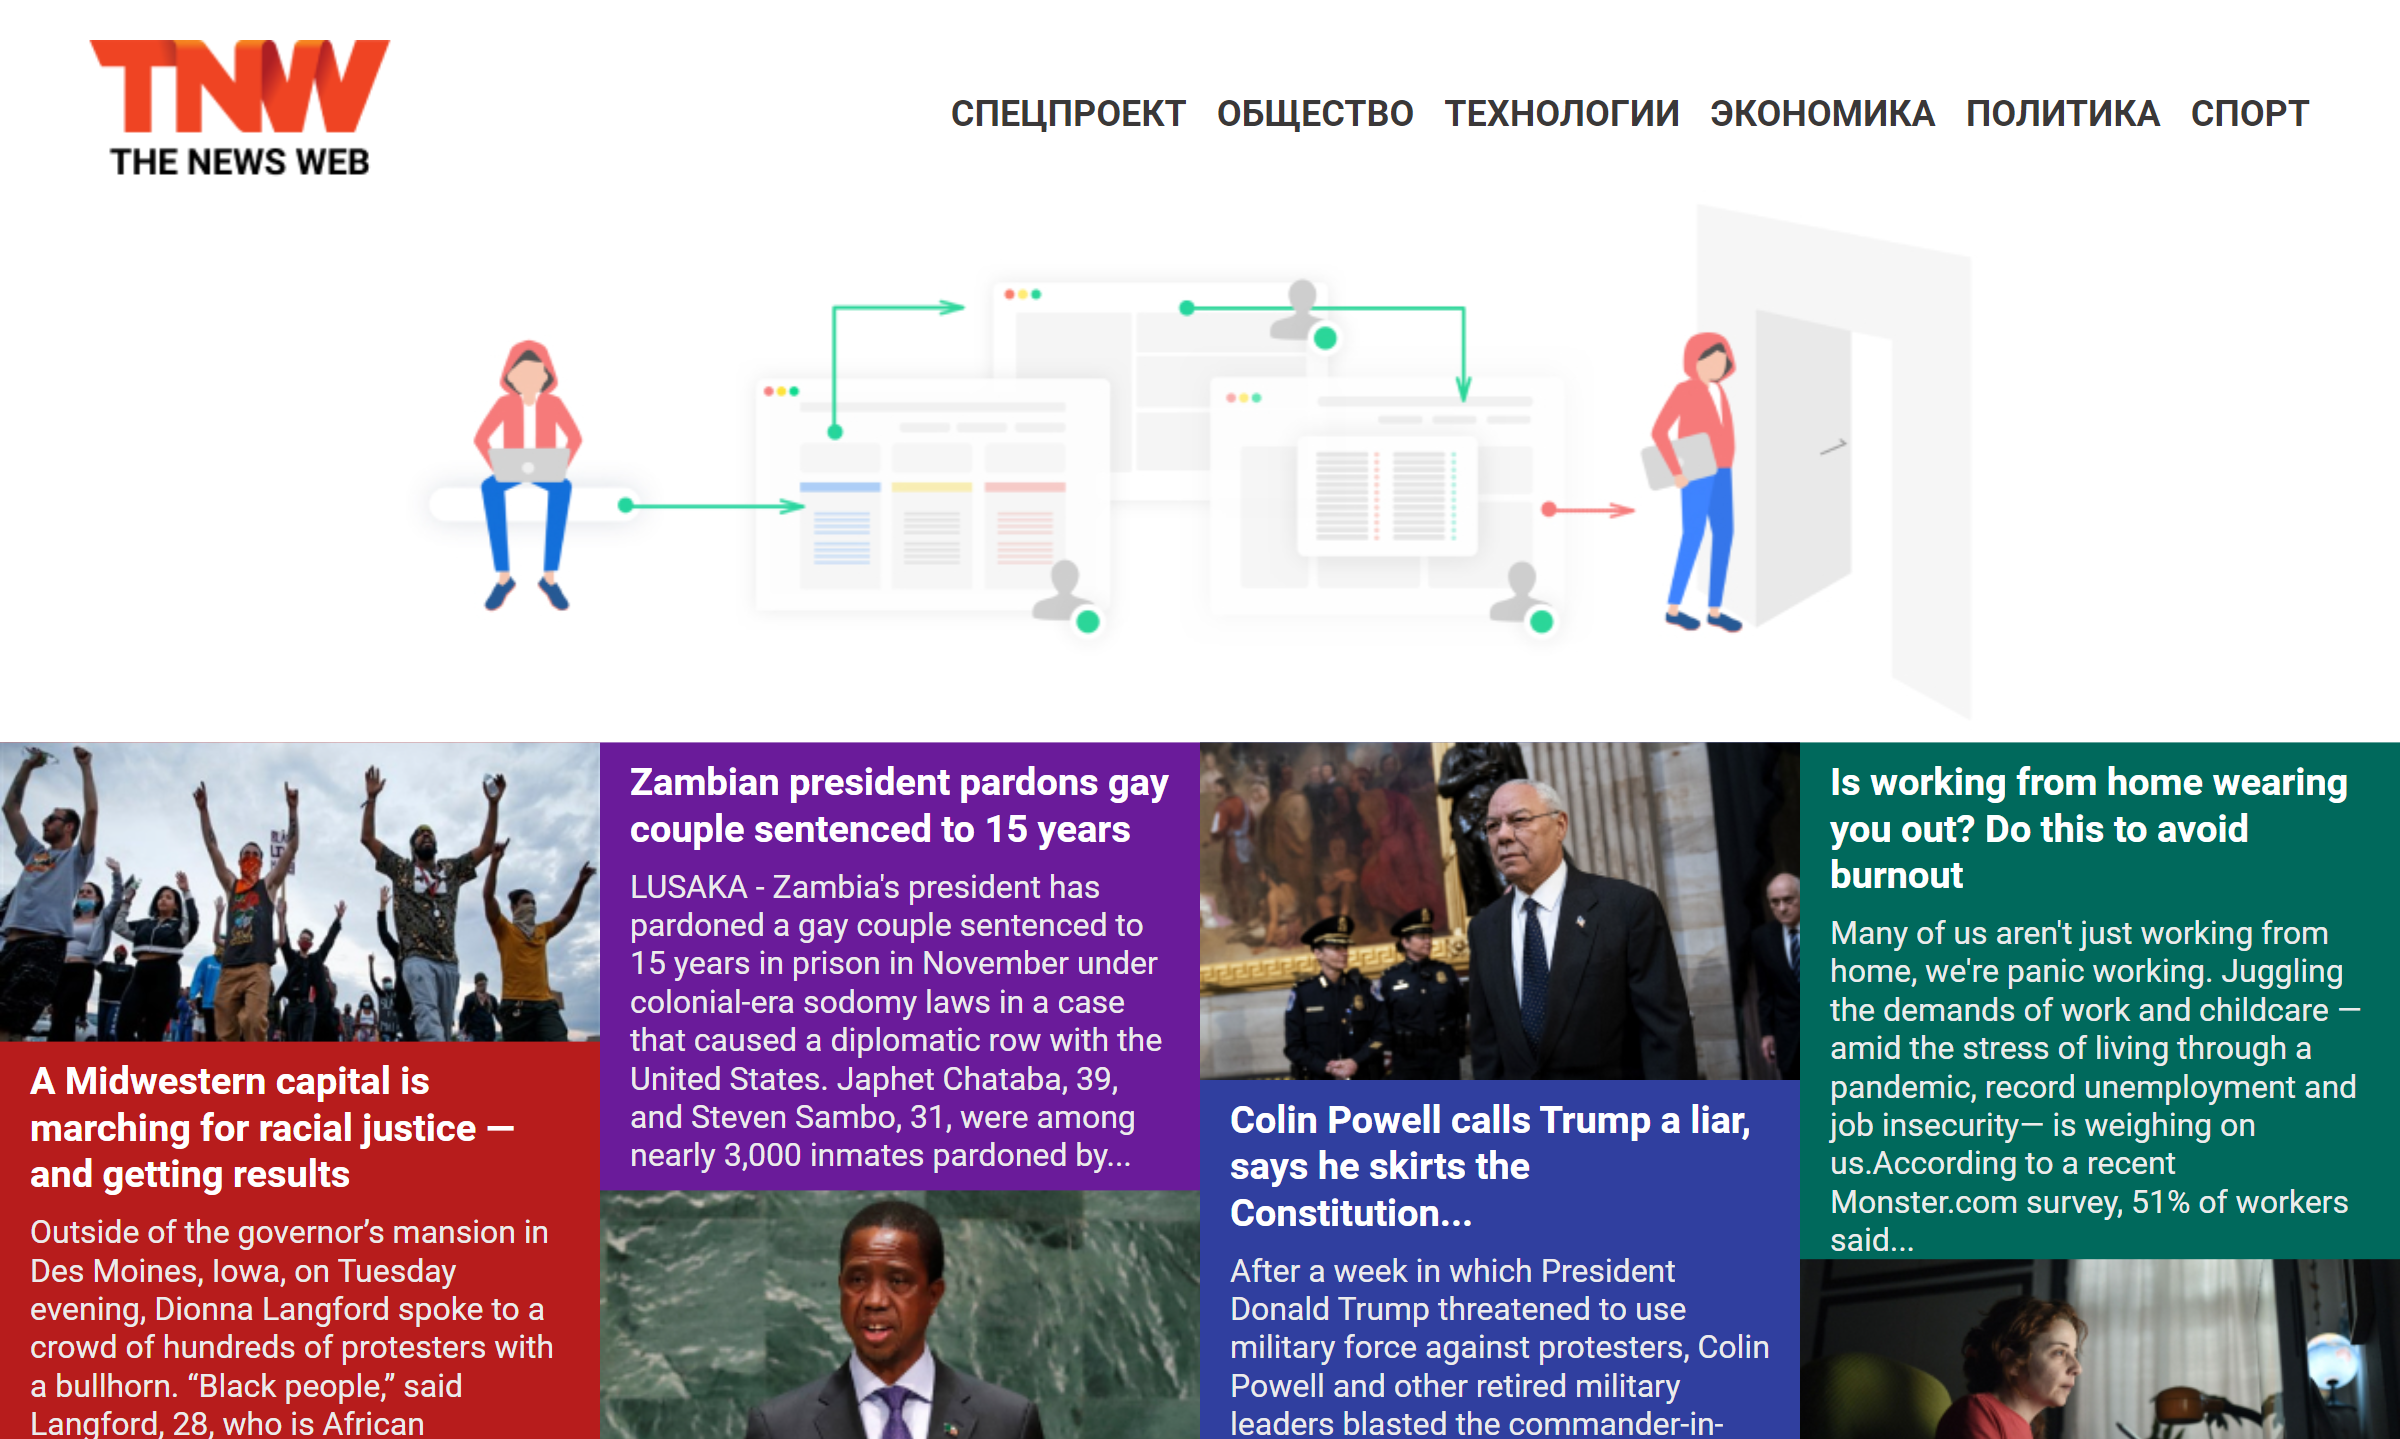 TNW
THE NEWS WEB
СПЕЦПРОЕКТ ОБЩЕСТВО ТЕХНОЛОГИИ ЭКОНОМИКА ПОЛИТИКА СПОРТ
A Midwestern capital is
marching for racial justice —
and getting results
Outside of the governor’s mansion in
Des Moines, Iowa, on Tuesday
evening, Dionna Langford spoke to a
crowd of hundreds of protesters with
a bullhorn. “Black people,” said
Langford, 28, who is African
Zambian president pardons gay
couple sentenced to 15 years
LUSAKA - Zambia's president has
pardoned a gay couple sentenced to
15 years in prison in November under
colonial-era sodomy laws in a case
that caused a diplomatic row with the
United States. Japhet Chataba, 39,
and Steven Sambo, 31, were among
nearly 3,000 inmates pardoned by...
Colin Powell calls Trump a liar,
says he skirts the
Constitution...
After a week in which President
Donald Trump threatened to use
military force against protesters, Colin
Powell and other retired military
leaders blasted the commander-in-
Is working from home wearing
you out? Do this to avoid
burnout
Many of us aren't just working from
home, we're panic working. Juggling
the demands of work and childcare —
amid the stress of living through a
pandemic, record unemployment and
job insecurity— is weighing on
us.According to a recent
Monster.com survey, 51% of workers
said...